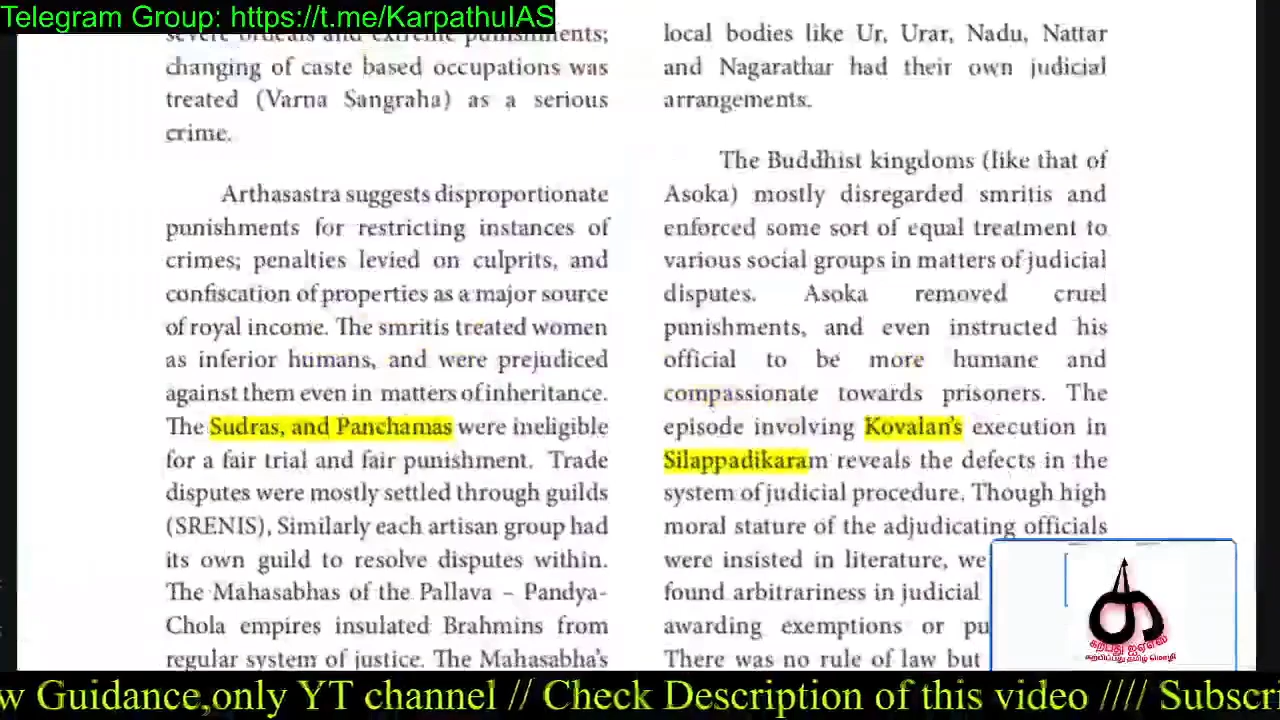 Telegram Group: https://t.me/KarpathuIAS
severe ordeals and extreme punishments;
changing of caste based occupations was
treated (Varna Sangraha) as a serious
crime.
Arthasastra suggests disproportionate
punishments for restricting instances of
crimes; penalties levied on culprits, and
confiscation of properties as a major source
of royal income. The smritis treated women
as inferior humans, and were prejudiced
against them even in matters of inheritance.
The Sudras, and Panchamas were ineligible
for a fair trial and fair punishment. Trade
disputes were mostly settled through guilds
(SRENIS), Similarly each artisan group had
its own guild to resolve disputes within.
The Mahasabhas of the Pallava – Pandya-
Chola empires insulated Brahmins from
regular system of justice. The Mahasabha's
local bodies like Ur, Urar, Nadu, Nattar
and Nagarathar had their own judicial
arrangements.
The Buddhist kingdoms (like that of
Asoka) mostly disregarded smritis and
enforced some sort of equal treatment to
various social groups in matters of judicial
disputes. Asoka removed cruel
punishments, and even instructed his
official to be more humane and
compassionate towards prisoners. The
episode involving Kovalan's execution in
Silappadikaram reveals the defects in the
system of judicial procedure. Though high
moral stature of the adjudicating officials
were insisted in literature, we
found arbitrariness in judicial
awarding exemptions or pu
There was no rule of law but
த
கற்பது ஐஏஎஸ்
கற்பிப்பது தமிழ் மொழி
w Guidance,only YT channel // Check Description of this video //// Subscri